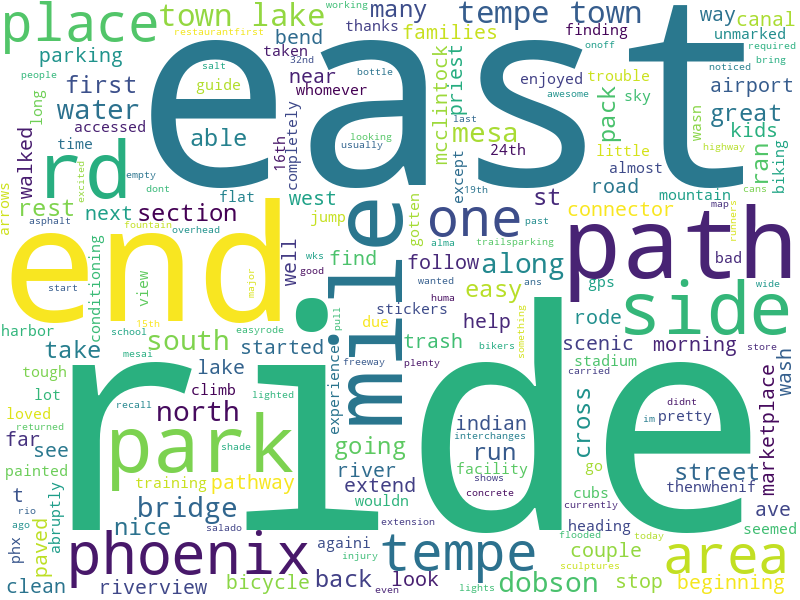 working
place
town lake
many
tempe town
way
canal
restaurantfirst
thanks
families
finding
onoff
unmarked
required
bend
east
parking
taken
32nd
trouble
bring
people
salt
near
mcclintock
priest
enjoyed
sky
noticed
airport
first
guide
whomever
bottle
awesome
pack
water
long
accessed
able
mesa
last
great
wasn
kids
time
looking
24th
little
walked
rd
16th
completely
usually
except
almost
ran
highway
biking
empty
dont
excited
flat
west
19th
st
road
mountain
cans
arrows
rest
asphalt
next
section
jump
gotten
one
past
connector
map
runners
fountain
overhead
end
mile
alma
trailsparking
path
bad
start
view
well
wks
good
find
follow
along
wanted
ans
gps
wide
conditioning
major
stickers
easy
huma
side
harbor
school
15th
easyrode
pull
due
help
rode
carried
store
mesai
south
started
experience
trash
bikers
something
scenic
morning
take
freeway
plenty
stadium
tough
lake
ride
wash
loved
lot
climb
lighted
cross
didnt
im
pretty
marketplace
returned
recall
north
indian
far
park
interchanges
see
shade
going
run
painted
river
facility
go
street
t
training
pathway
extend
shows
cubs
thenwhenif
abruptly
rio
bridge
wouldn
concrete
currently
ave
phx
ago
nice
salado
extension
flooded
today
heading
seemed
paved
phoenix
againi
tempe
couple
area
injury
sculptures
clean
riverview
bicycle
back
even
look
lights
dobson
stop
beginning